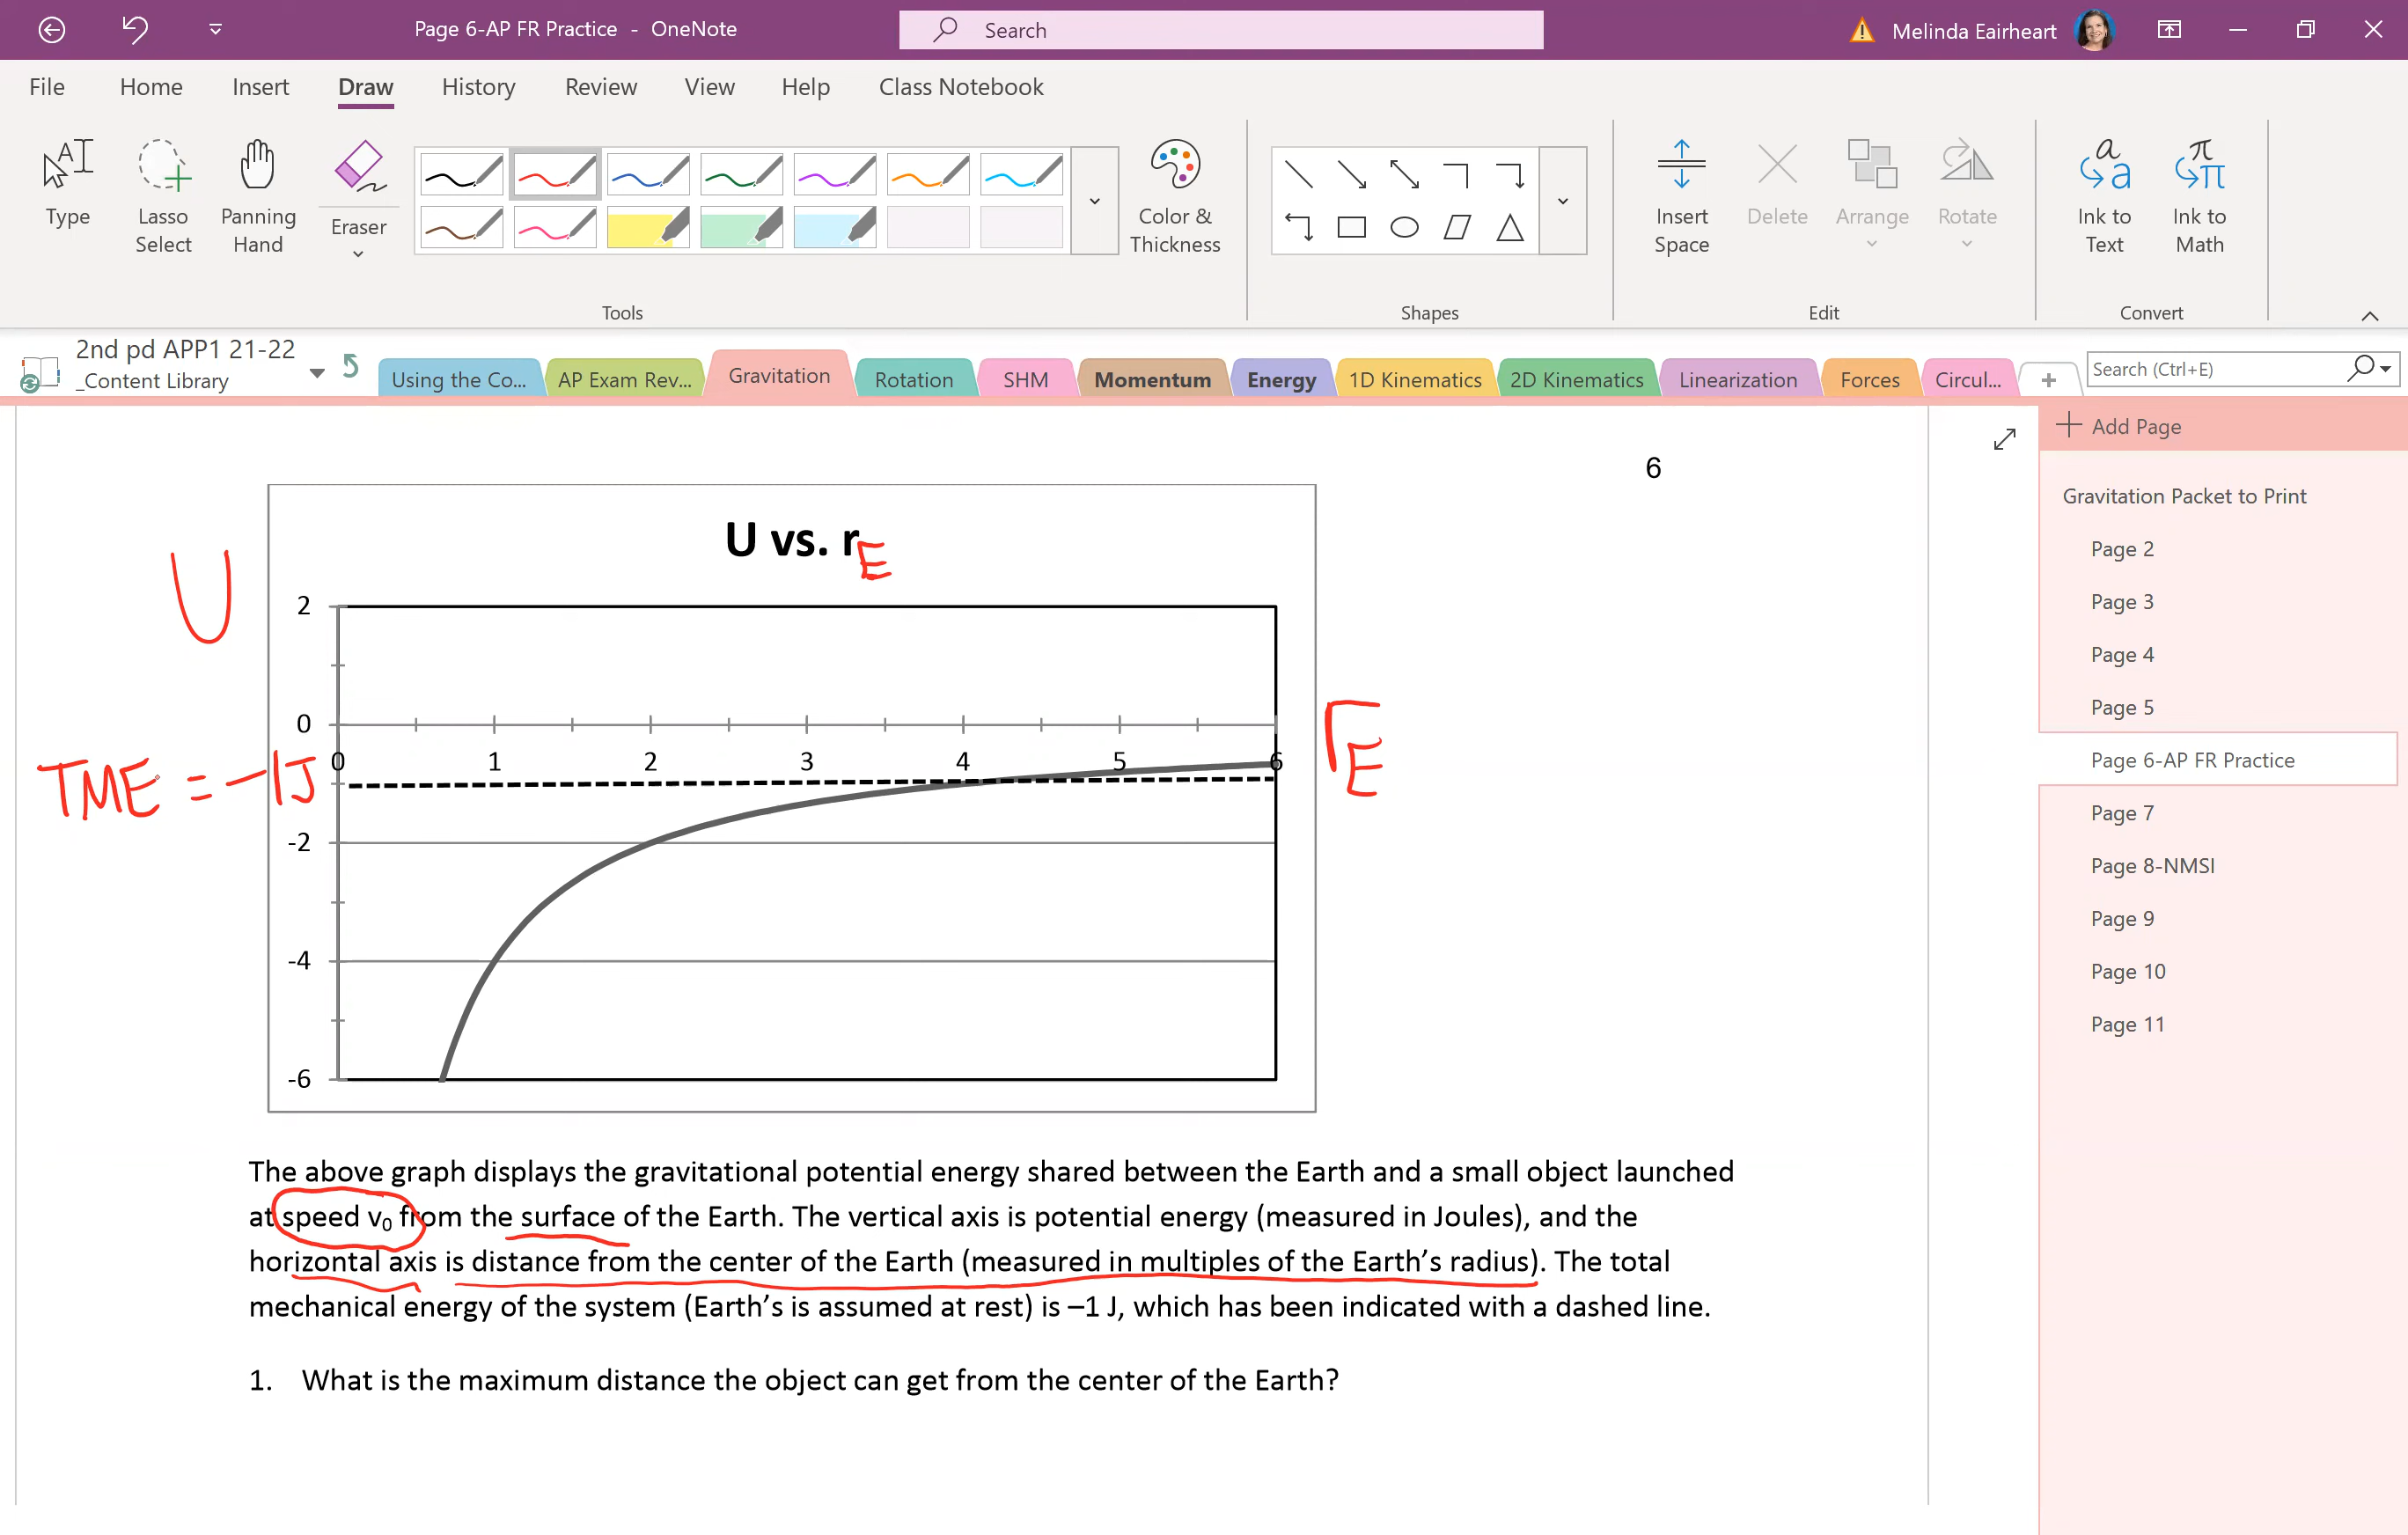 Page 6-AP FR Practice - OneNote
Search
Melinda Eairheart
File Home Insert Draw History Review View Help Class Notebook
Type
Lasso Select
Panning Hand
Eraser
Color & Thickness
Insert Space
Delete
Arrange
Rotate
Ink to Text
Ink to Math
Tools
Shapes
Edit
Convert
2nd pd APP1 21-22
_Content Library
Using the Co... AP Exam Rev... Gravitation Rotation SHM Momentum Energy 1D Kinematics 2D Kinematics Linearization Forces Circul... +
Search (Ctrl+E)
Add Page
Gravitation Packet to Print
Page 2
Page 3
Page 4
Page 5
Page 6-AP FR Practice
Page 7
Page 8-NMSI
Page 9
Page 10
Page 11
6
U vs. rE
U
2
0
-2
-4
-6
0 1 2 3 4 5 6
rE
TME = -1J
The above graph displays the gravitational potential energy shared between the Earth and a small object launched
at speed v₀ from the surface of the Earth. The vertical axis is potential energy (measured in Joules), and the
horizontal axis is distance from the center of the Earth (measured in multiples of the Earth's radius). The total
mechanical energy of the system (Earth's is assumed at rest) is –1 J, which has been indicated with a dashed line.
1. What is the maximum distance the object can get from the center of the Earth?